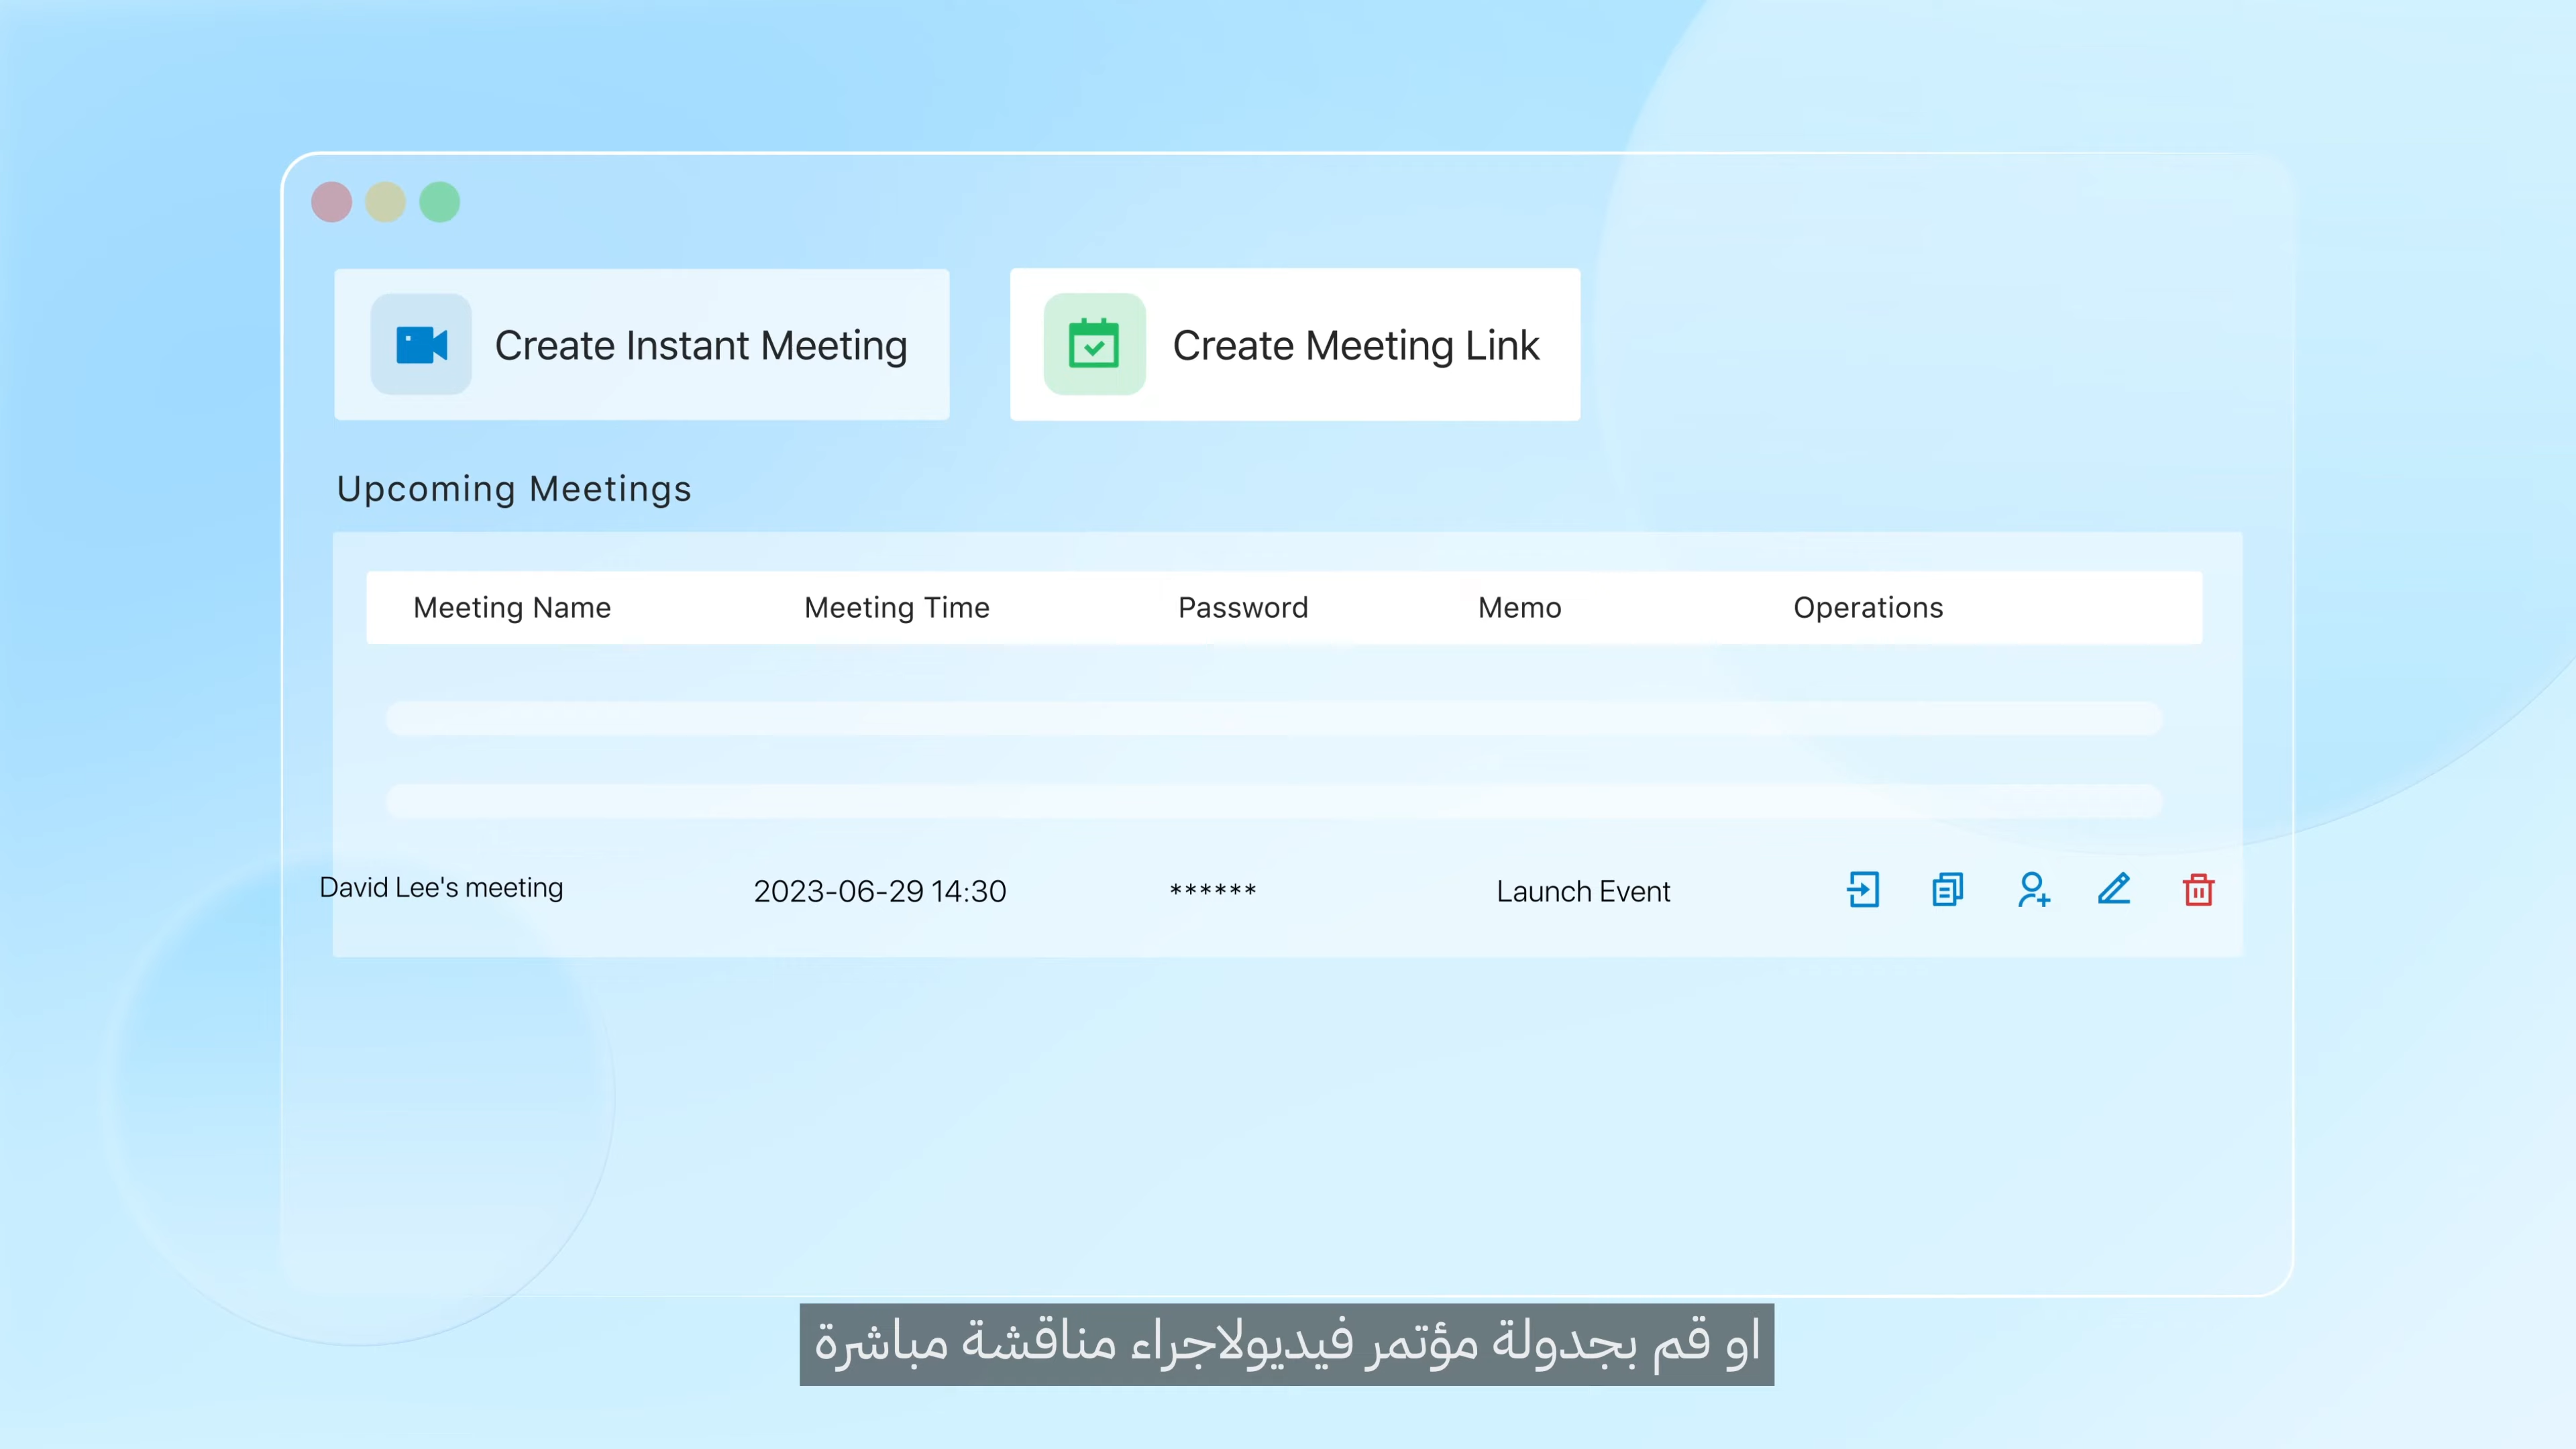 Create Instant Meeting
Create Meeting Link
Upcoming Meetings
Meeting Name Meeting Time Password Memo Operations
David Lee's meeting 2023-06-29 14:30 ****** Launch Event
او قم بجدولة مؤتمر فيديولاجراء مناقشة مباشرة